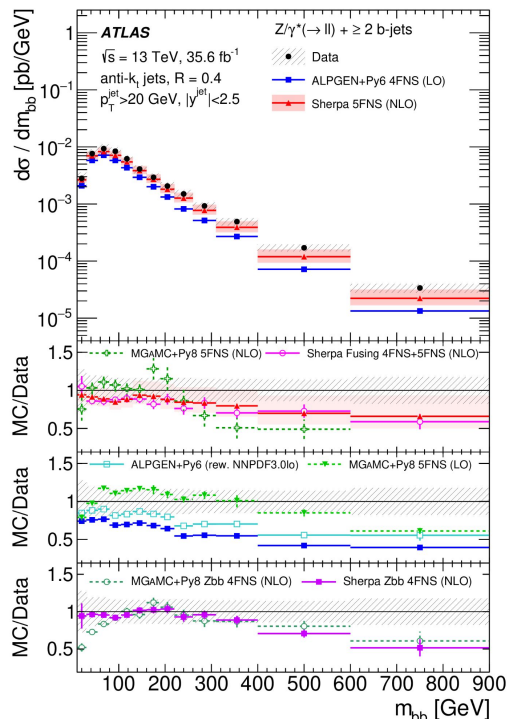 ATLAS
√s = 13 TeV, 35.6 fb⁻¹
anti-kt jets, R = 0.4
pTjet>20 GeV, |yjet|<2.5
Z/γ*(→ ll) + ≥ 2 b-jets
Data
ALPGEN+Py6 4FNS (LO)
Sherpa 5FNS (NLO)
dσ / dmbb [pb/GeV]
1
10⁻¹
10⁻²
10⁻³
10⁻⁴
10⁻⁵
MC/Data
1.5
1
0.5
MGAMC+Py8 5FNS (NLO)
Sherpa Fusing 4FNS+5FNS (NLO)
MC/Data
1.5
1
0.5
ALPGEN+Py6 (rew. NNPDF3.0lo)
MGAMC+Py8 5FNS (LO)
MC/Data
1.5
1
0.5
MGAMC+Py8 Zbb 4FNS (NLO)
Sherpa Zbb 4FNS (NLO)
100 200 300 400 500 600 700 800 900
mbb [GeV]